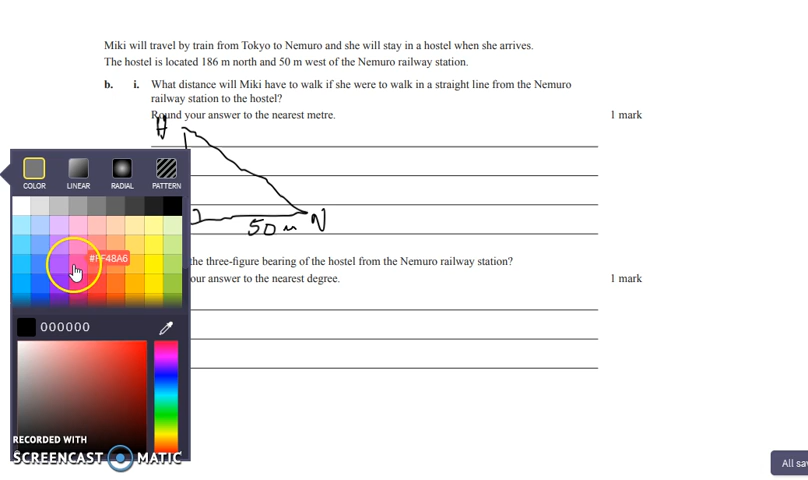 Miki will travel by train from Tokyo to Nemuro and she will stay in a hostel when she arrives.
The hostel is located 186 m north and 50 m west of the Nemuro railway station.
b. i. What distance will Miki have to walk if she were to walk in a straight line from the Nemuro
railway station to the hostel?
Round your answer to the nearest metre. 1 mark
H
50 m N
COLOR LINEAR RADIAL PATTERN
#FF48A6
the three-figure bearing of the hostel from the Nemuro railway station?
our answer to the nearest degree. 1 mark
000000
RECORDED WITH
SCREENCAST MATIC
All sa